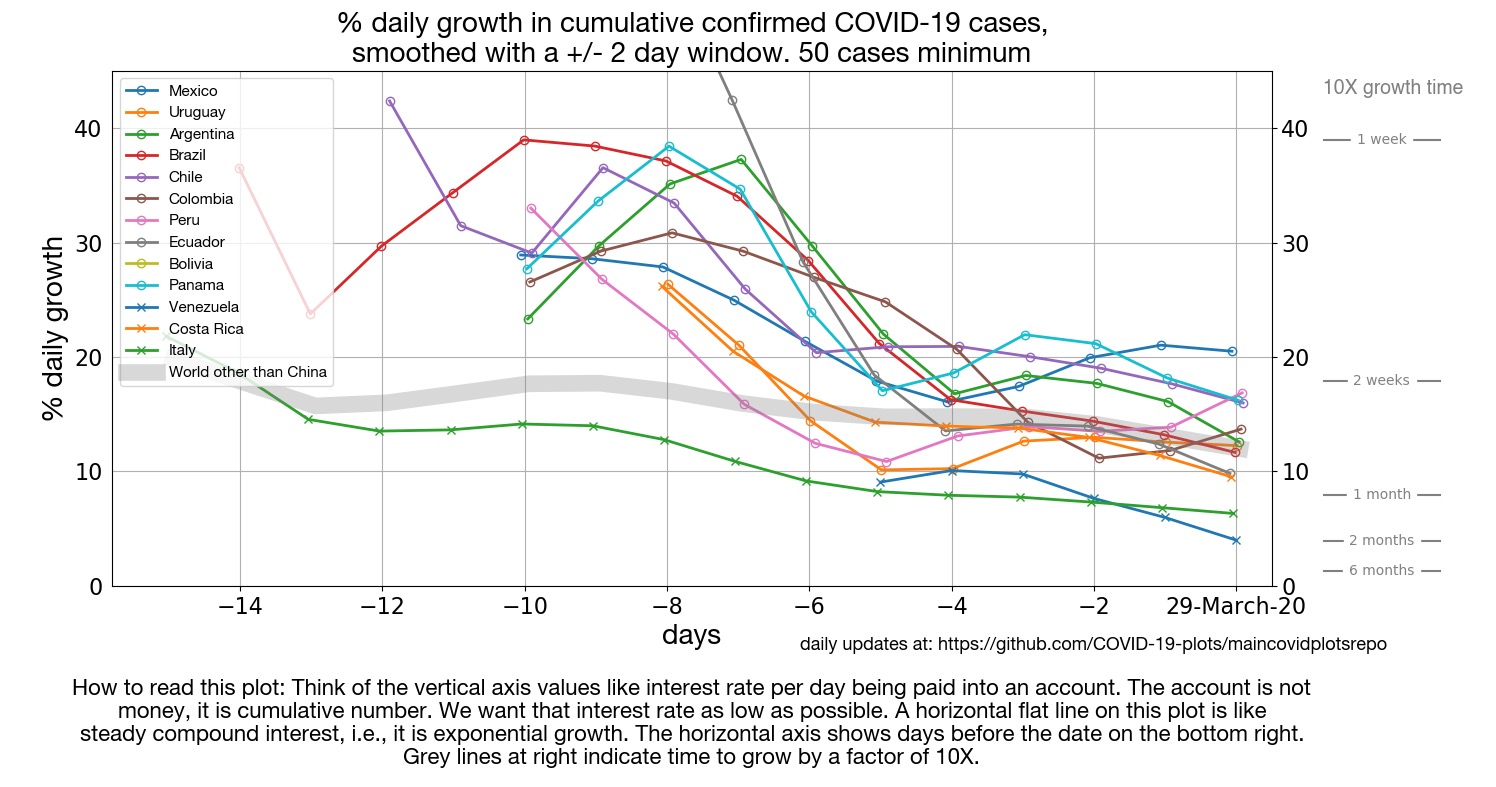 % daily growth in cumulative confirmed COVID-19 cases,
smoothed with a +/- 2 day window. 50 cases minimum
10X growth time
Mexico
Uruguay
Argentina
Brazil
Chile
Colombia
Peru
Ecuador
Bolivia
Panama
Venezuela
Costa Rica
Italy
World other than China
% daily growth
40
30
20
10
0
40
30
20
10
0
1 week
2 weeks
1 month
2 months
6 months
−14
−12
−10
−8
−6
−4
−2
29-March-20
days
daily updates at: https://github.com/COVID-19-plots/maincovidplotsrepo
How to read this plot: Think of the vertical axis values like interest rate per day being paid into an account. The account is not
money, it is cumulative number. We want that interest rate as low as possible. A horizontal flat line on this plot is like
steady compound interest, i.e., it is exponential growth. The horizontal axis shows days before the date on the bottom right.
Grey lines at right indicate time to grow by a factor of 10X.